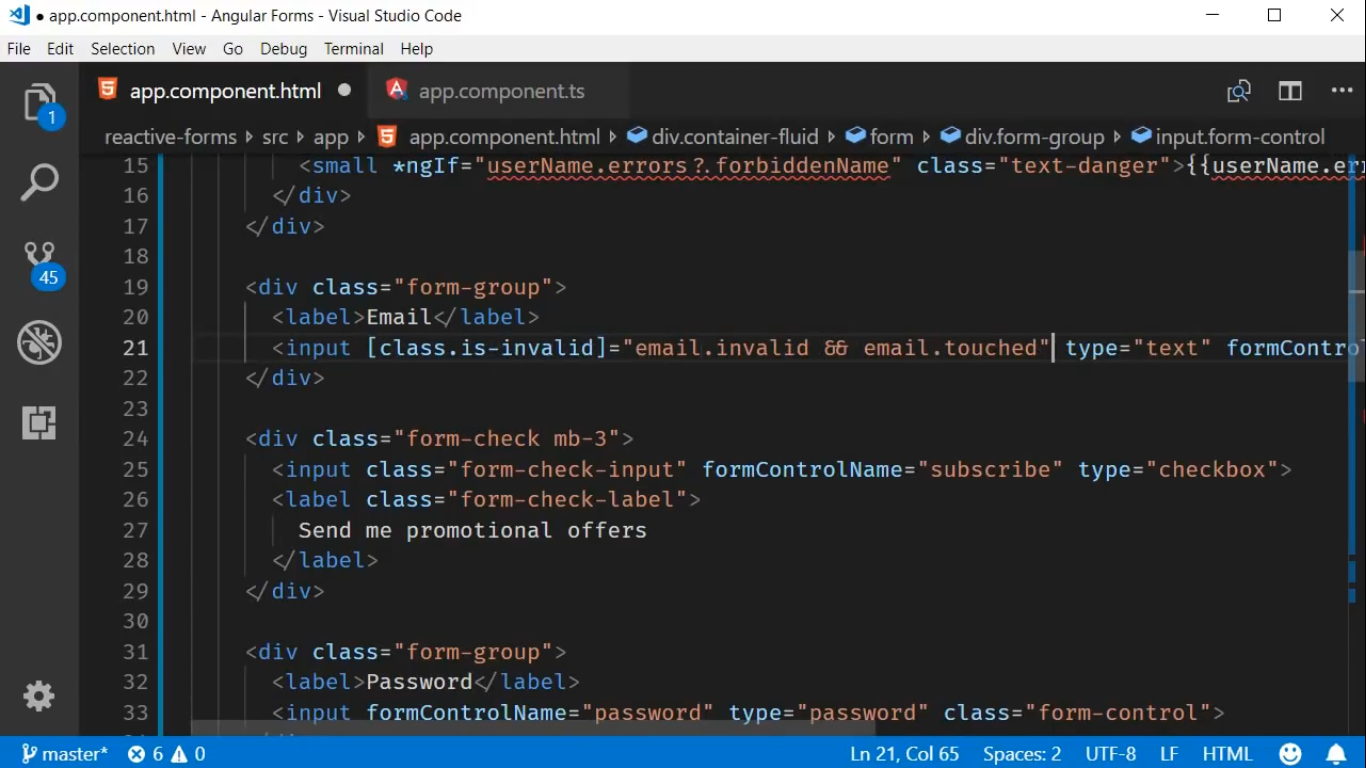 app.component.html - Angular Forms - Visual Studio Code
File Edit Selection View Go Debug Terminal Help
1
app.component.html
app.component.ts
reactive-forms > src > app > app.component.html > div.container-fluid > form > div.form-group > input.form-control
15 <small *ngIf="userName.errors?.forbiddenName" class="text-danger">{{userName.err
16 </div>
17 </div>
18
19 <div class="form-group">
20 <label>Email</label>
21 <input [class.is-invalid]="email.invalid && email.touched" type="text" formContro
22 </div>
23
24 <div class="form-check mb-3">
25 <input class="form-check-input" formControlName="subscribe" type="checkbox">
26 <label class="form-check-label">
27 Send me promotional offers
28 </label>
29 </div>
30
31 <div class="form-group">
32 <label>Password</label>
33 <input formControlName="password" type="password" class="form-control">
45
master* 6 0 Ln 21, Col 65 Spaces: 2 UTF-8 LF HTML